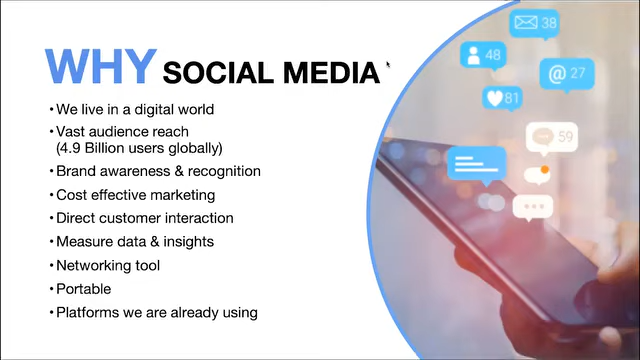 WHY SOCIAL MEDIA
• We live in a digital world
• Vast audience reach
(4.9 Billion users globally)
• Brand awareness & recognition
• Cost effective marketing
• Direct customer interaction
• Measure data & insights
• Networking tool
• Portable
• Platforms we are already using
38
48
@ 27
81
59